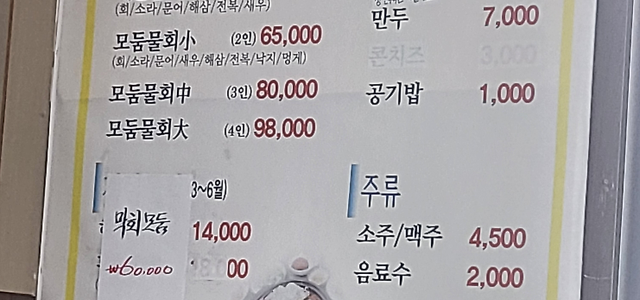 (회/소라/문어/해삼/전복/새우)
모둠물회小 (2인) 65,000
(회/소라/문어/새우/해삼/전복/낙지/멍게)
모둠물회中 (3인) 80,000
모둠물회大 (4인) 98,000
3~6월)
막회모둠
₩60.000
14,000
00
만두 7,000
콘치즈 3,000
공기밥 1,000
주류
소주/맥주 4,500
음료수 2,000